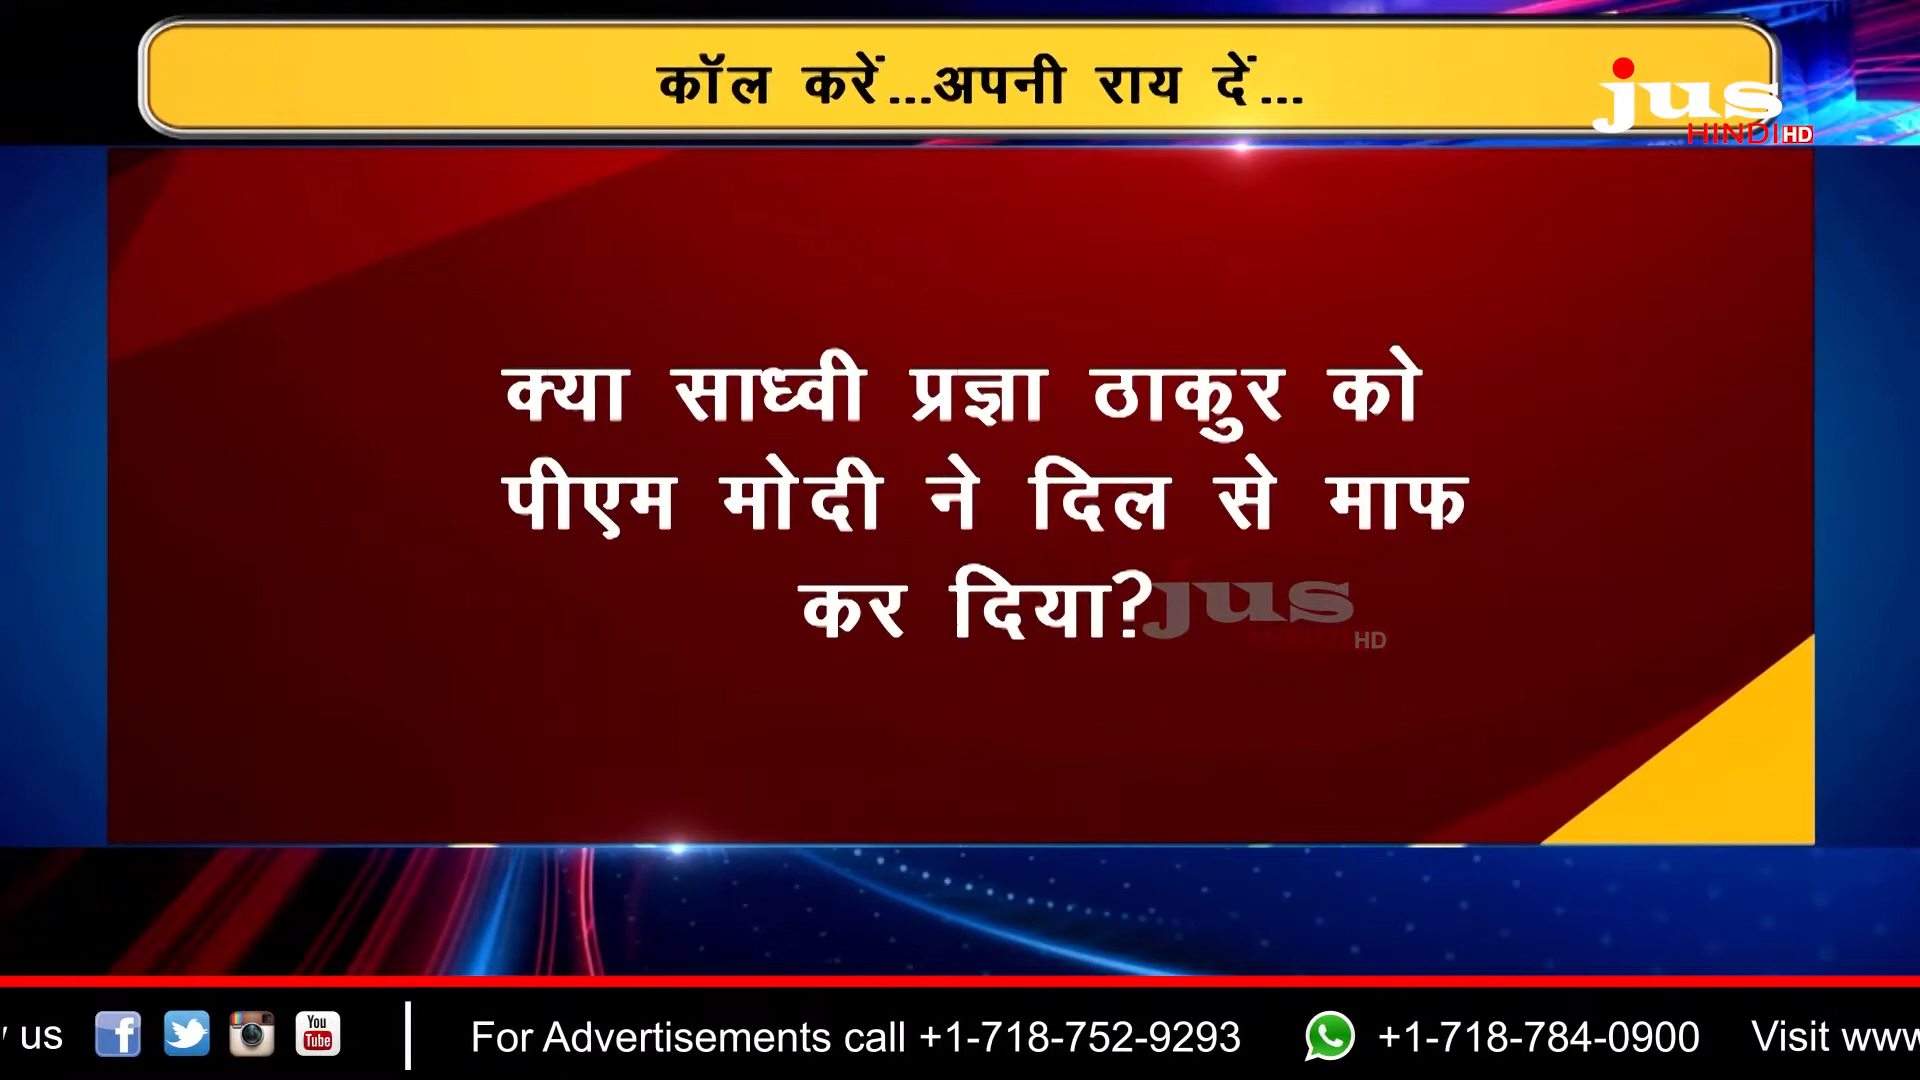 कॉल करें...अपनी राय दें...
jus
HINDI HD
क्या साध्वी प्रज्ञा ठाकुर को
पीएम मोदी ने दिल से माफ
कर दिया?
jus
HD
us
You
Tube
For Advertisements call +1-718-752-9293
+1-718-784-0900
Visit www